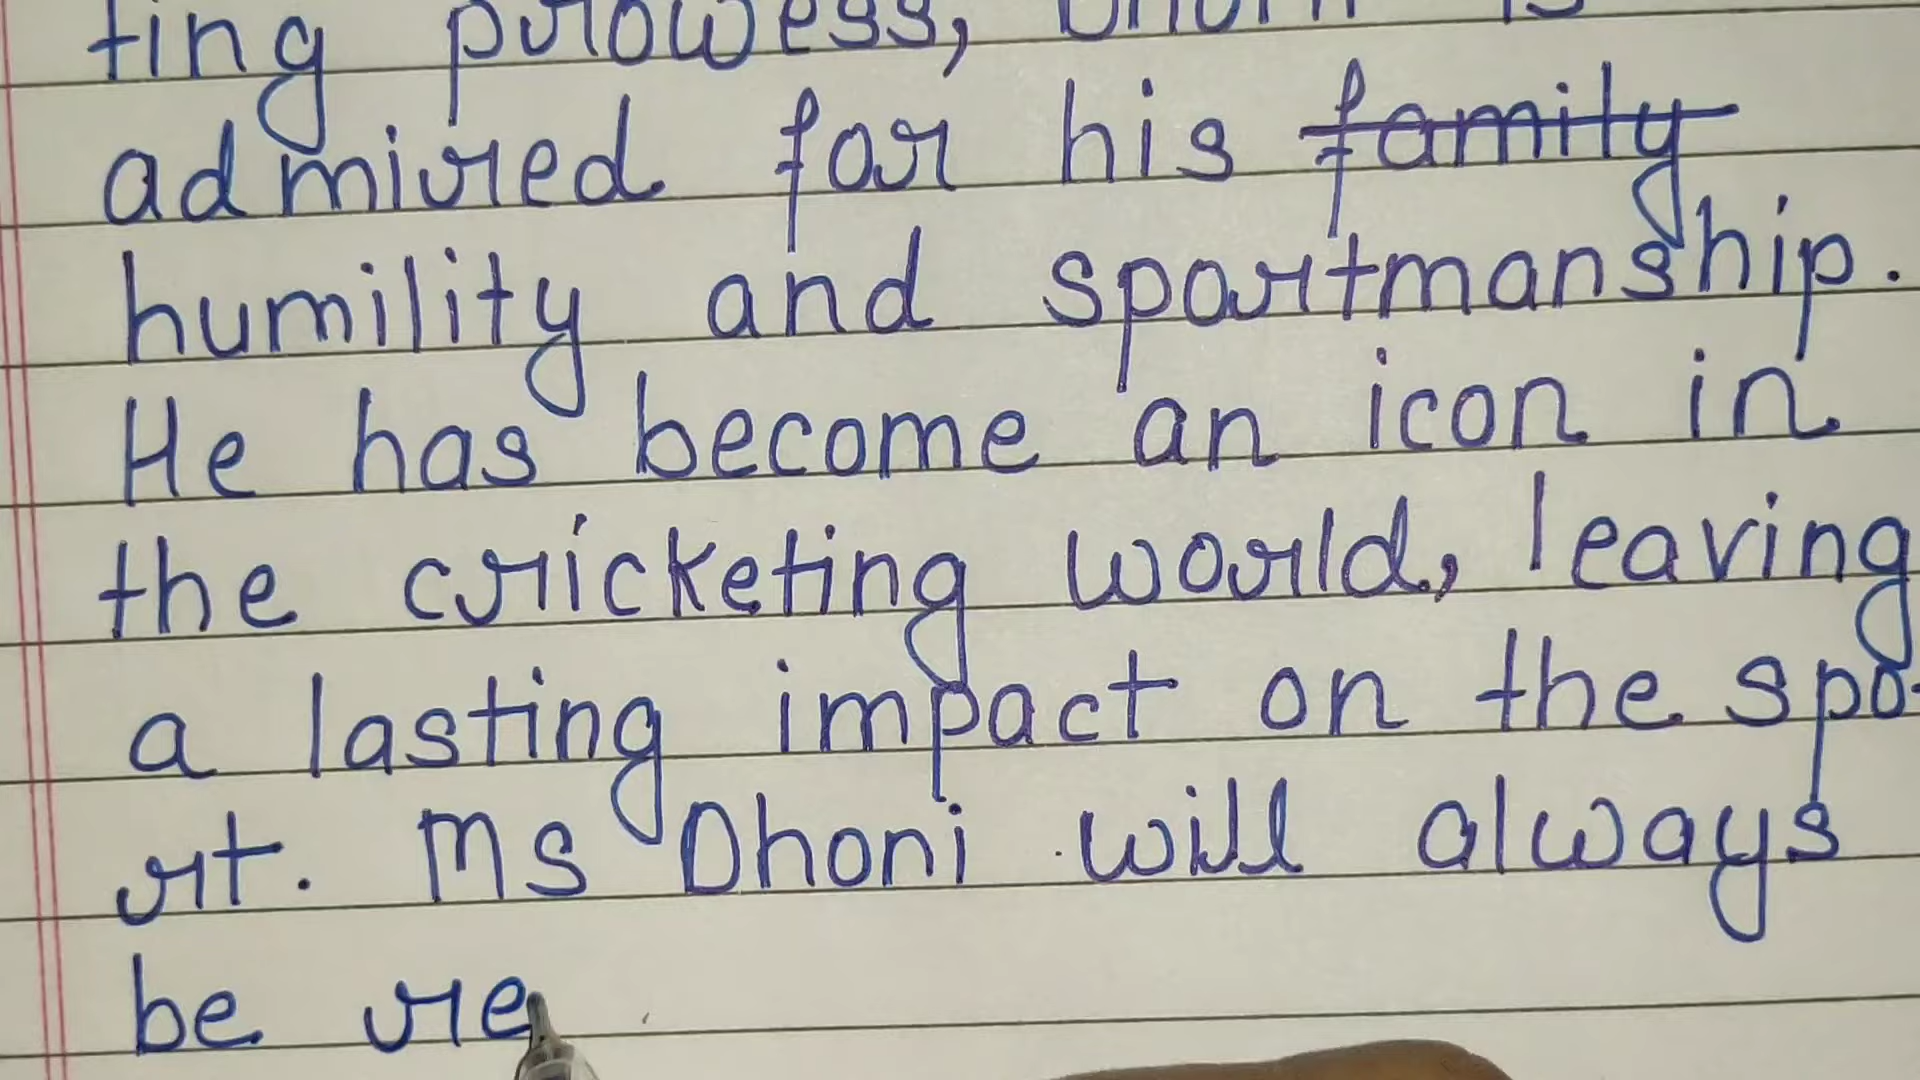 ting prowess, Dhoni is
admired for his family
humility and sportmanship.
He has become an icon in
the cricketing world, leaving
a lasting impact on the spo-
rt. MS Dhoni will always
be re